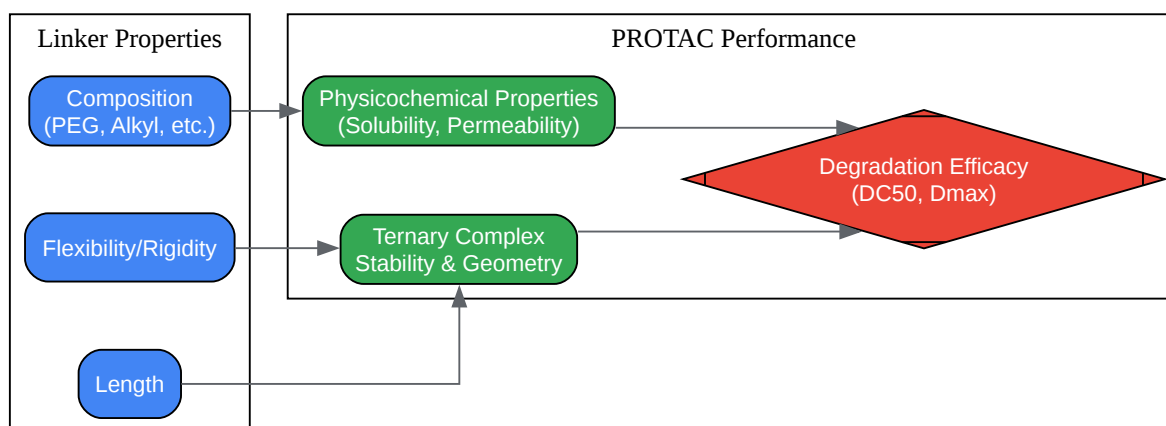 Linker Properties
Composition
(PEG, Alkyl, etc.)
Flexibility/Rigidity
Length
PROTAC Performance
Physicochemical Properties
(Solubility, Permeability)
Ternary Complex
Stability & Geometry
Degradation Efficacy
(DC50, Dmax)